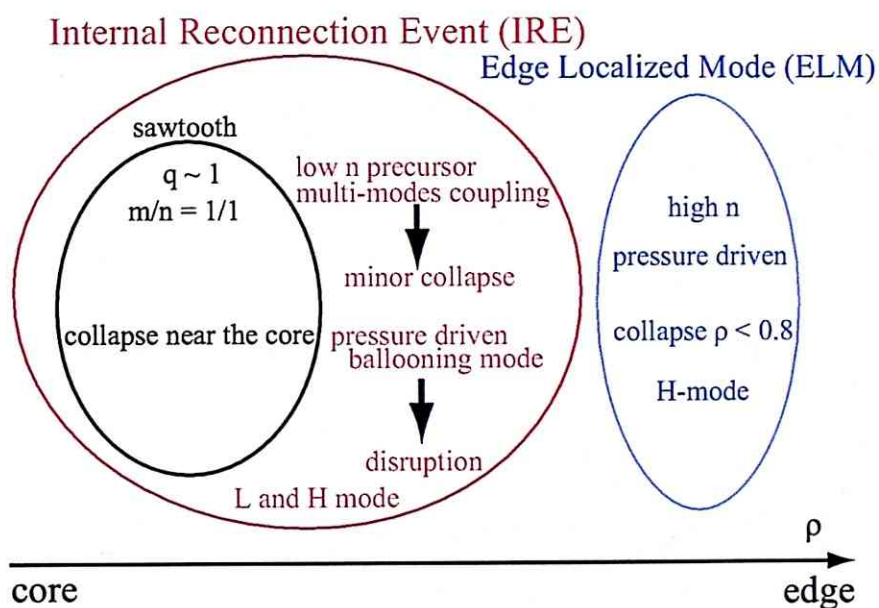 Internal Reconnection Event (IRE)
Edge Localized Mode (ELM)
sawtooth
q ~ 1
m/n = 1/1
collapse near the core
low n precursor
multi-modes coupling
minor collapse
pressure driven
ballooning mode
disruption
L and H mode
high n
pressure driven
collapse ρ < 0.8
H-mode
ρ
core
edge